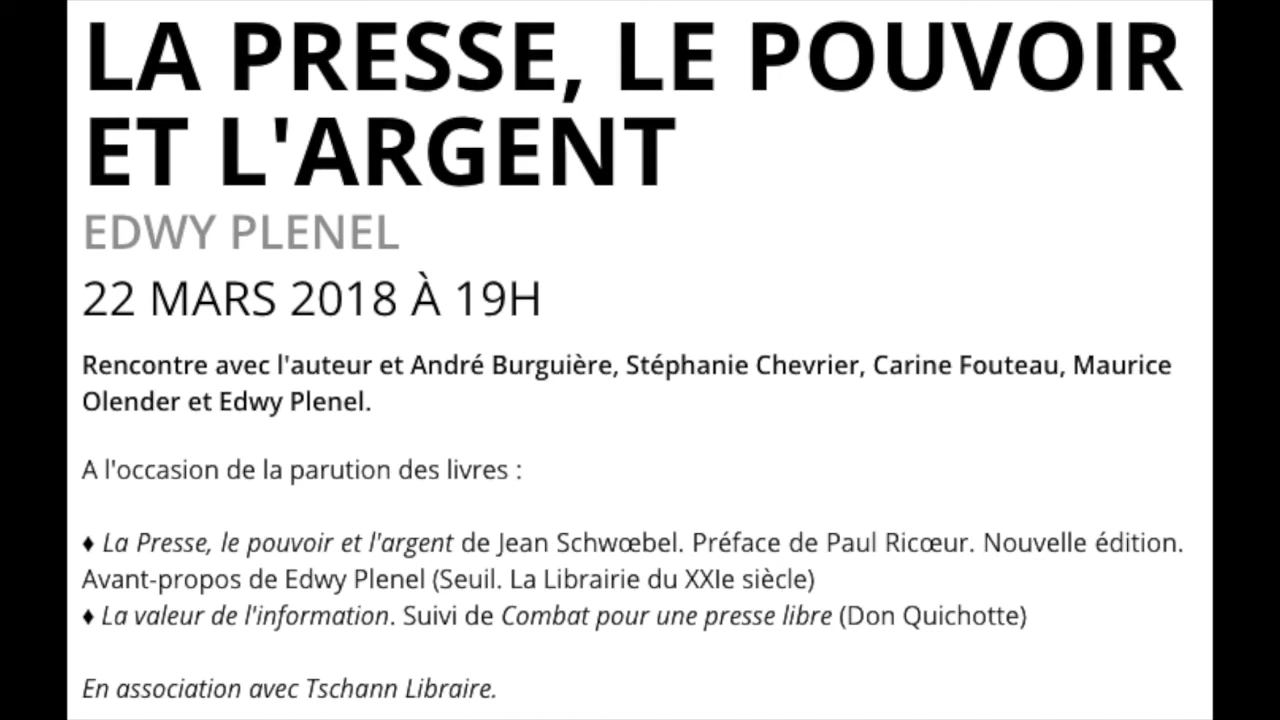 LA PRESSE, LE POUVOIR
ET L'ARGENT
EDWY PLENEL
22 MARS 2018 À 19H
Rencontre avec l'auteur et André Burguière, Stéphanie Chevrier, Carine Fouteau, Maurice
Olender et Edwy Plenel.
A l'occasion de la parution des livres :
♦ La Presse, le pouvoir et l'argent de Jean Schwœbel. Préface de Paul Ricœur. Nouvelle édition.
Avant-propos de Edwy Plenel (Seuil. La Librairie du XXIe siècle)
♦ La valeur de l'information. Suivi de Combat pour une presse libre (Don Quichotte)
En association avec Tschann Libraire.